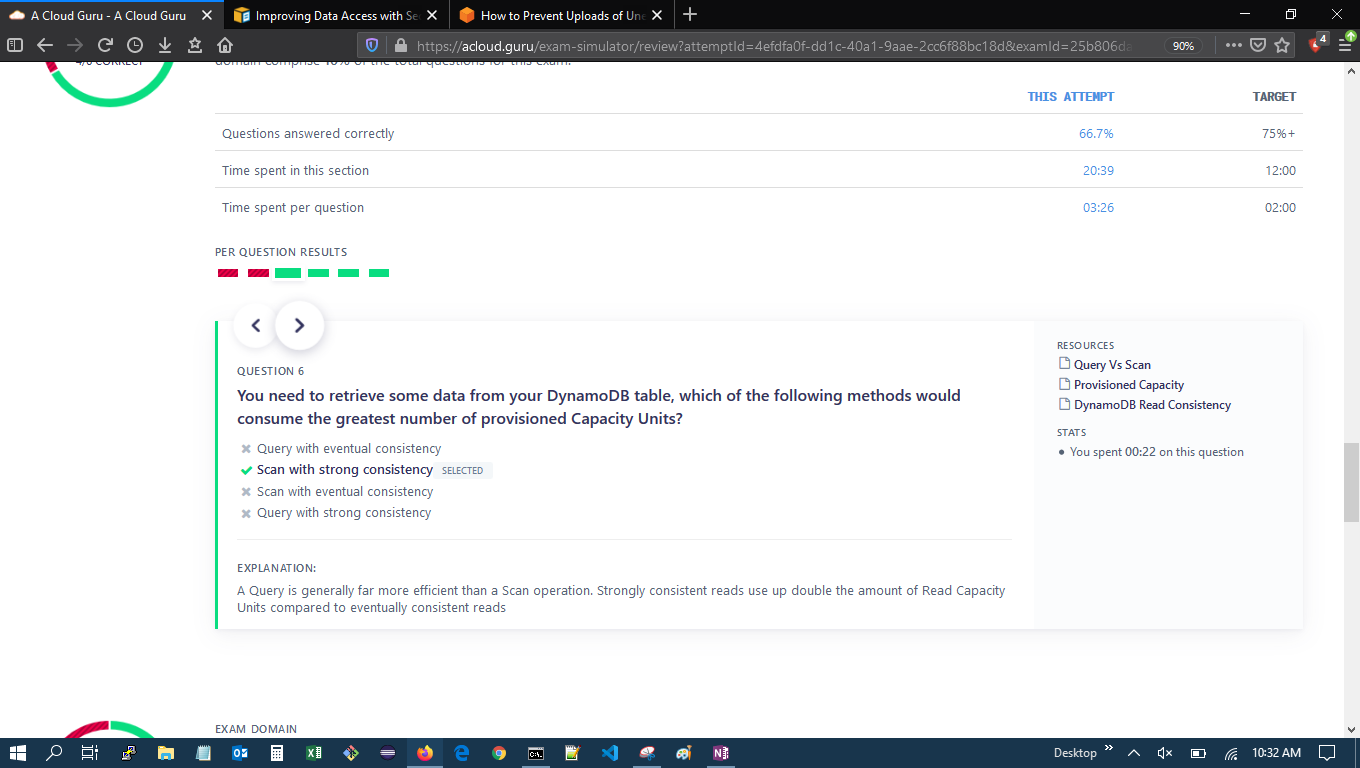 A Cloud Guru - A Cloud Guru
Improving Data Access with Se
How to Prevent Uploads of Une
https://acloud.guru/exam-simulator/review?attemptId=4efdfa0f-dd1c-40a1-9aae-2cc6f88bc18d&examId=25b806da
90%
4
4/6 CORRECT
domain comprise 10% of the total questions for this exam.
THIS ATTEMPT TARGET
Questions answered correctly 66.7% 75%+
Time spent in this section 20:39 12:00
Time spent per question 03:26 02:00
PER QUESTION RESULTS
QUESTION 6
You need to retrieve some data from your DynamoDB table, which of the following methods would
consume the greatest number of provisioned Capacity Units?
Query with eventual consistency
Scan with strong consistency SELECTED
Scan with eventual consistency
Query with strong consistency
EXPLANATION:
A Query is generally far more efficient than a Scan operation. Strongly consistent reads use up double the amount of Read Capacity
Units compared to eventually consistent reads
RESOURCES
Query Vs Scan
Provisioned Capacity
DynamoDB Read Consistency
STATS
You spent 00:22 on this question
EXAM DOMAIN
Desktop
10:32 AM